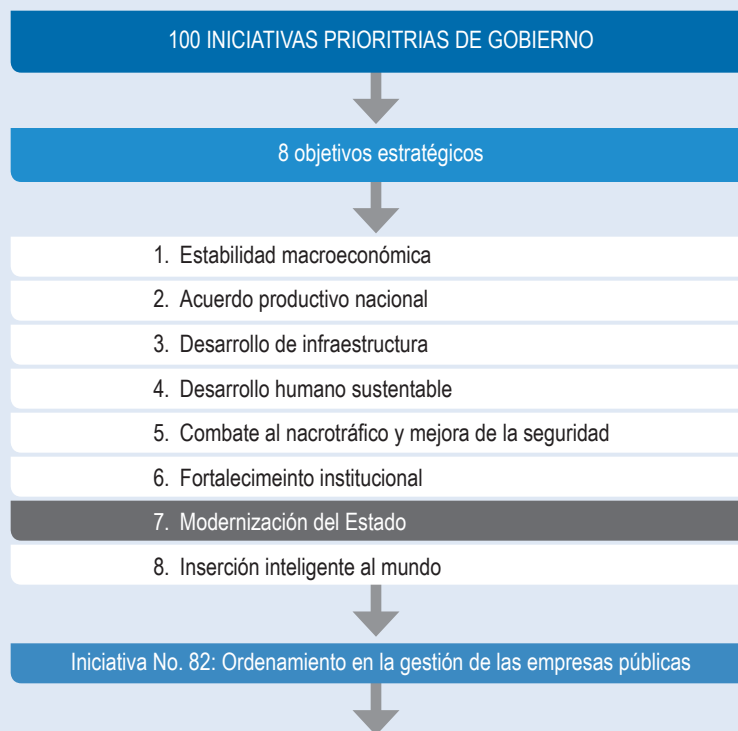 100 INICIATIVAS PRIORITRIAS DE GOBIERNO
8 objetivos estratégicos
1. Estabilidad macroeconómica
2. Acuerdo productivo nacional
3. Desarrollo de infraestructura
4. Desarrollo humano sustentable
5. Combate al nacrotráfico y mejora de la seguridad
6. Fortalecimeinto institucional
7. Modernización del Estado
8. Inserción inteligente al mundo
Iniciativa No. 82: Ordenamiento en la gestión de las empresas públicas